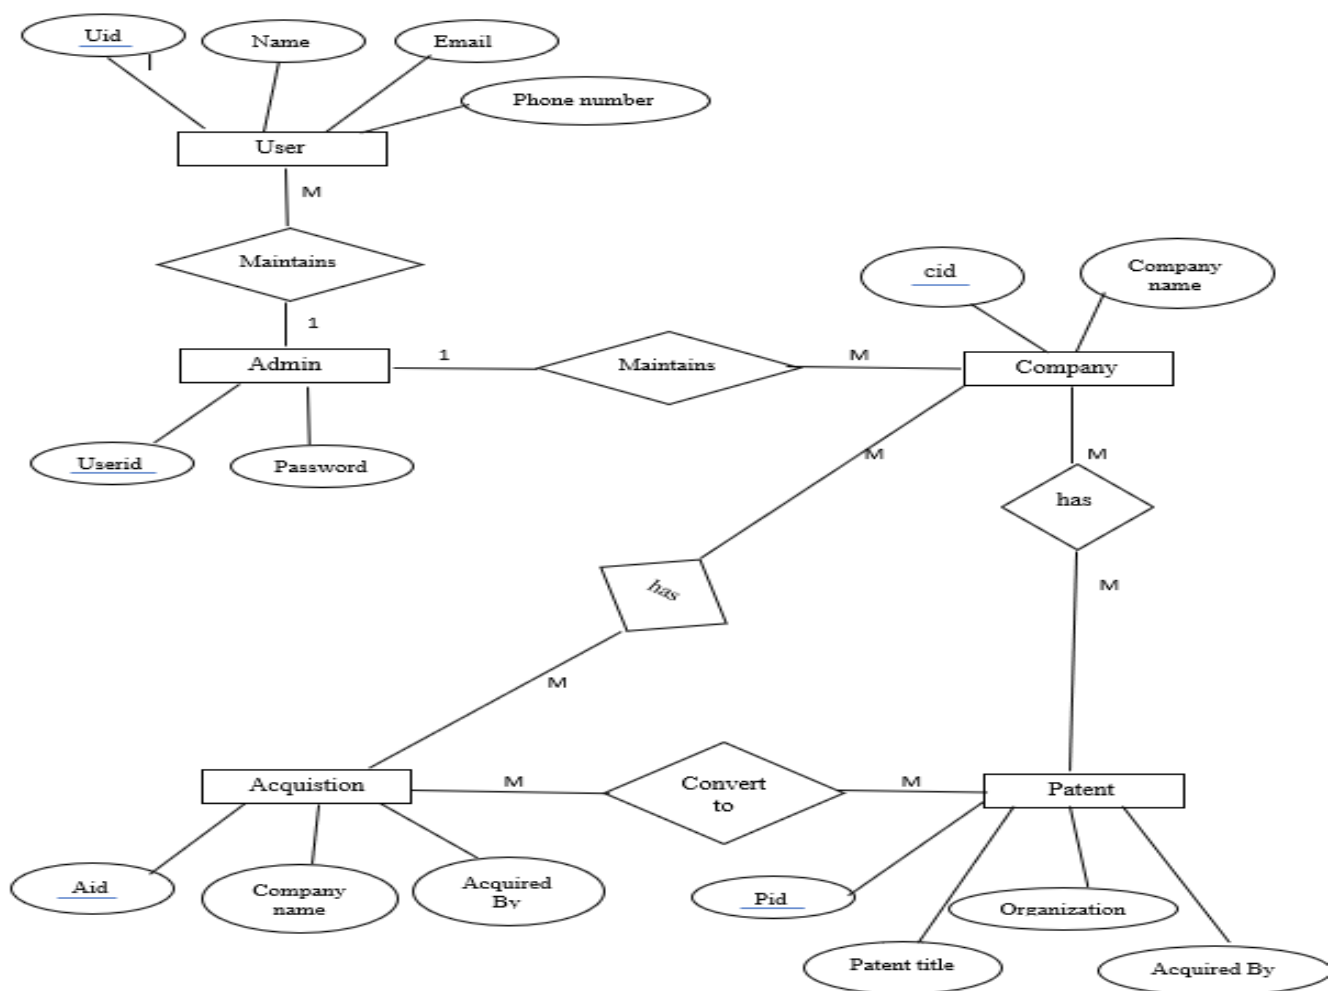 Uid
Name
Email
Phone number
User
M
Maintains
1
Admin
1
Maintains
M
Company
cid
Company
name
Userid
Password
M
has
M
M
has
M
Acquistion
M
Convert
to
M
Patent
Aid
Company
name
Acquired
By
Pid
Organization
Patent title
Acquired By